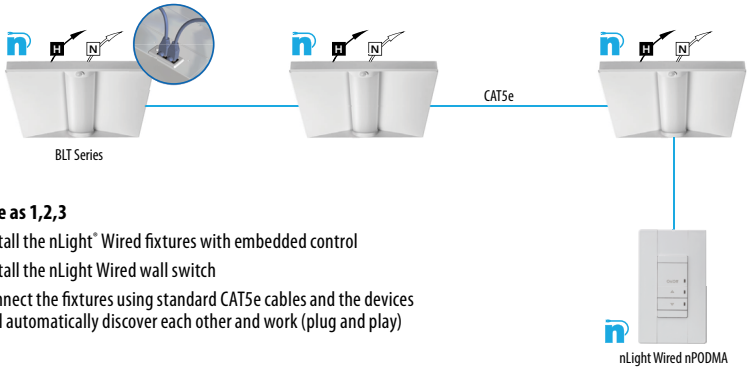 n H N
n H N
n H N
CAT5e
BLT Series
e as 1,2,3
tall the nLight® Wired fixtures with embedded control
tall the nLight Wired wall switch
nnect the fixtures using standard CAT5e cables and the devices
l automatically discover each other and work (plug and play)
n
nLight Wired nPODMA